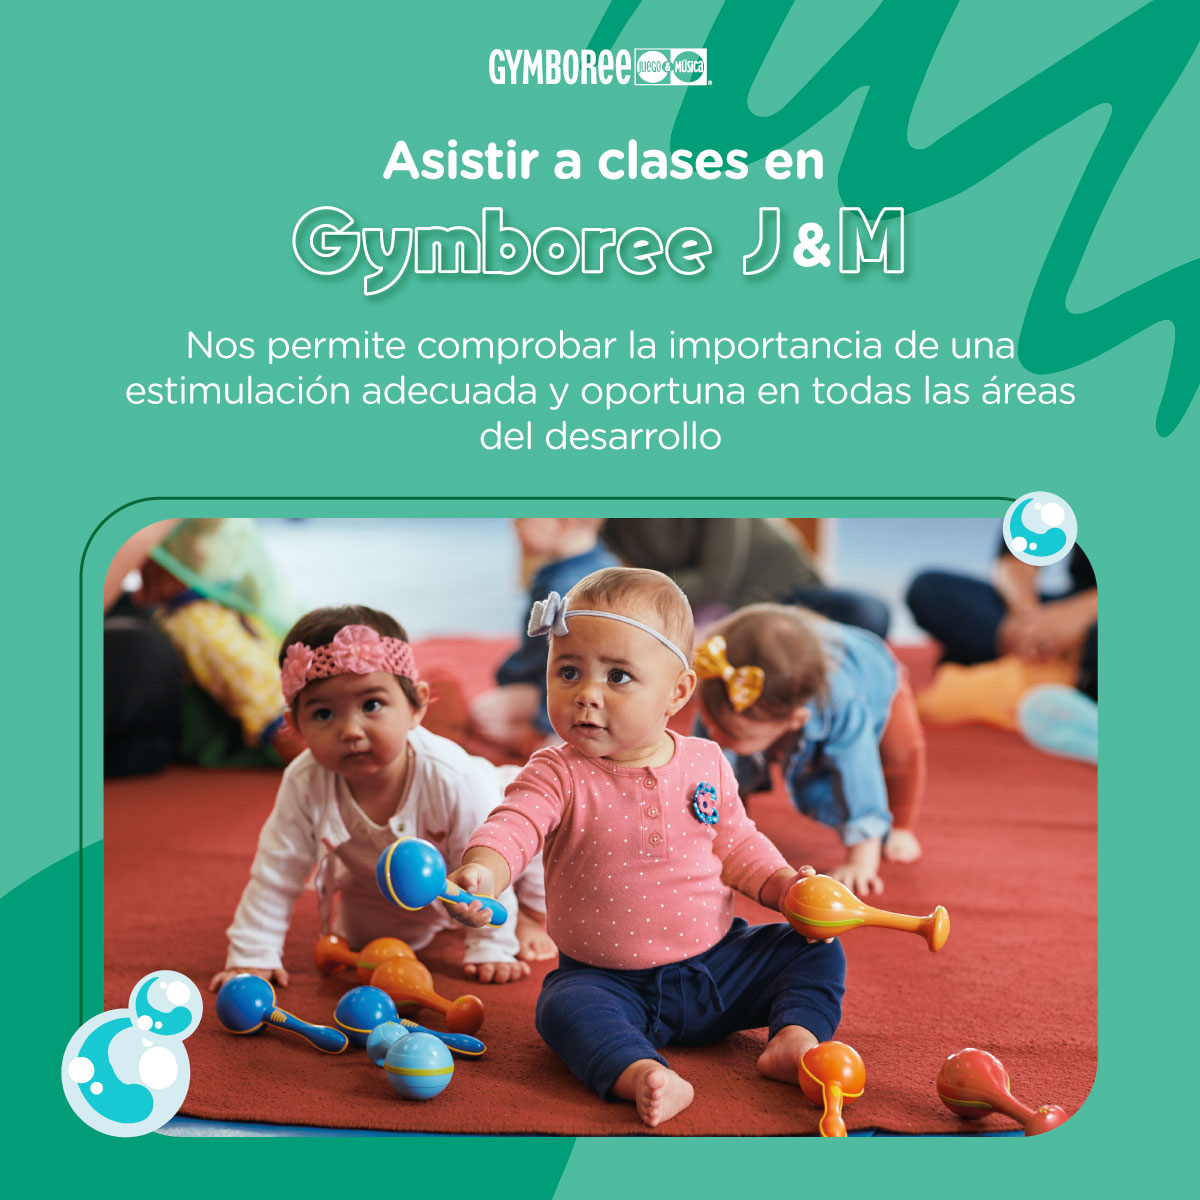 GYMBORee JUEGO & MÚSICA
Asistir a clases en
Gymboree J & M
Nos permite comprobar la importancia de una
estimulación adecuada y oportuna en todas las áreas
del desarrollo